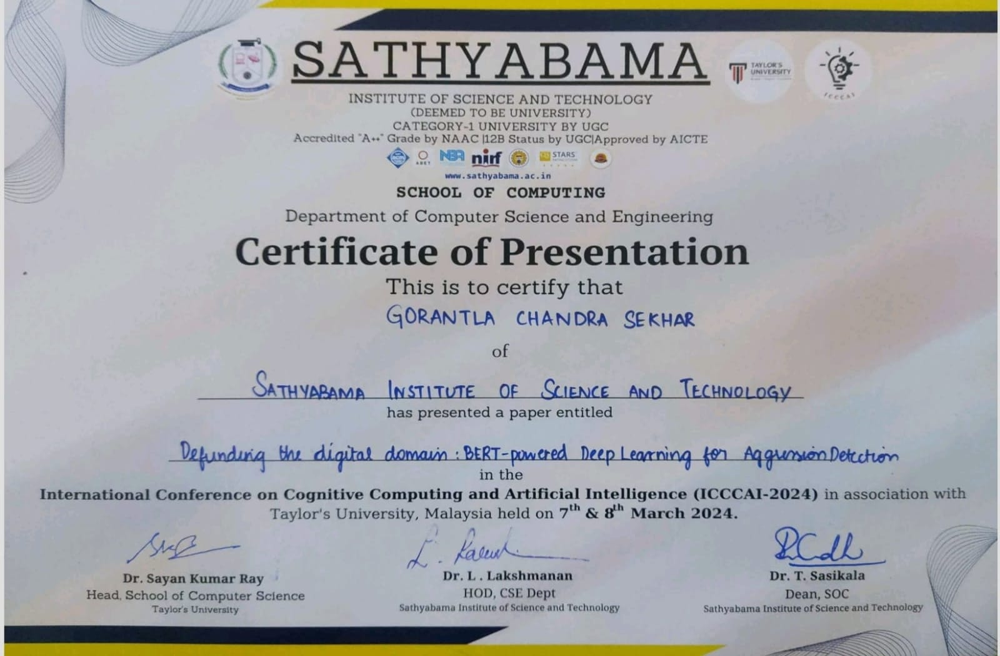 SATHYABAMA
TAYLOR'S
UNIVERSITY
ICCCAI
INSTITUTE OF SCIENCE AND TECHNOLOGY
(DEEMED TO BE UNIVERSITY)
CATEGORY-1 UNIVERSITY BY UGC
Accredited "A++" Grade by NAAC |12B Status by UGC|Approved by AICTE
ABET NBA nirf STARS
www.sathyabama.ac.in
SCHOOL OF COMPUTING
Department of Computer Science and Engineering
Certificate of Presentation
This is to certify that
GORANTLA CHANDRA SEKHAR
of
SATHYABAMA INSTITUTE OF SCIENCE AND TECHNOLOGY
has presented a paper entitled
Defunding the digital domain : BERT-powered Deep Learning for Aggression Detection
in the
International Conference on Cognitive Computing and Artificial Intelligence (ICCCAI-2024) in association with
Taylor's University, Malaysia held on 7th & 8th March 2024.
Dr. Sayan Kumar Ray
Head, School of Computer Science
Taylor's University
Dr. L . Lakshmanan
HOD, CSE Dept
Sathyabama Institute of Science and Technology
Dr. T. Sasikala
Dean, SOC
Sathyabama Institute of Science and Technology